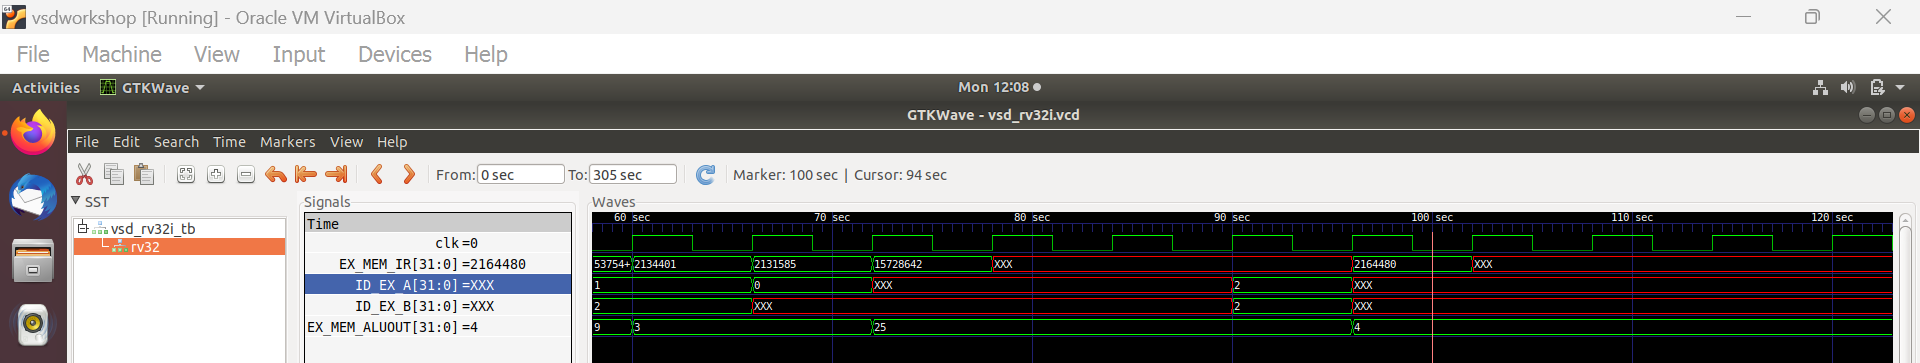 vsdworkshop [Running] - Oracle VM VirtualBox
File Machine View Input Devices Help
Activities GTKWave Mon 12:08
GTKWave - vsd_rv32i.vcd
File Edit Search Time Markers View Help
From: 0 sec To: 305 sec Marker: 100 sec | Cursor: 94 sec
SST
vsd_rv32i_tb
rv32
Signals
Time
clk=0
EX_MEM_IR[31:0]=2164480
ID_EX_A[31:0]=XXX
ID_EX_B[31:0]=XXX
EX_MEM_ALUOUT[31:0]=4
Waves
60 sec 70 sec 80 sec 90 sec 100 sec 110 sec 120 sec
53754+ 2134401 2131585 15728642 XXX 2164480 XXX
1 0 XXX 2 XXX
2 XXX 2 XXX
9 3 25 4